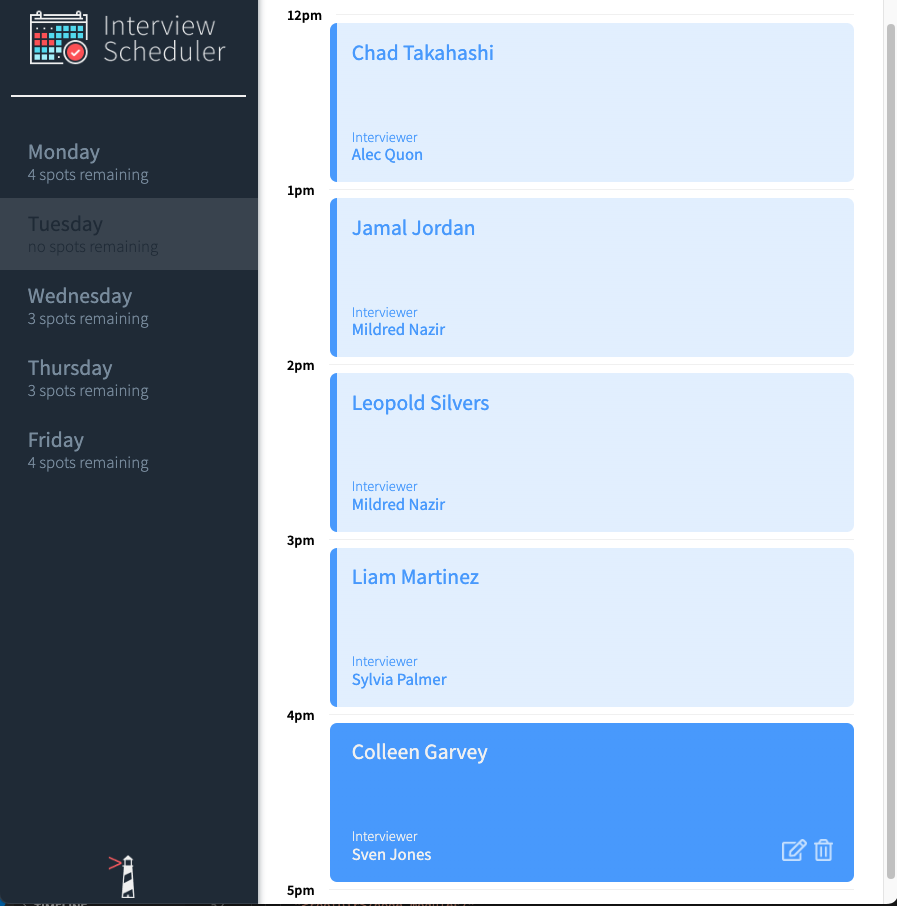 Interview
Scheduler
Monday
4 spots remaining
Tuesday
no spots remaining
Wednesday
3 spots remaining
Thursday
3 spots remaining
Friday
4 spots remaining
12pm
Chad Takahashi
Interviewer
Alec Quon
1pm
Jamal Jordan
Interviewer
Mildred Nazir
2pm
Leopold Silvers
Interviewer
Mildred Nazir
3pm
Liam Martinez
Interviewer
Sylvia Palmer
4pm
Colleen Garvey
Interviewer
Sven Jones
5pm